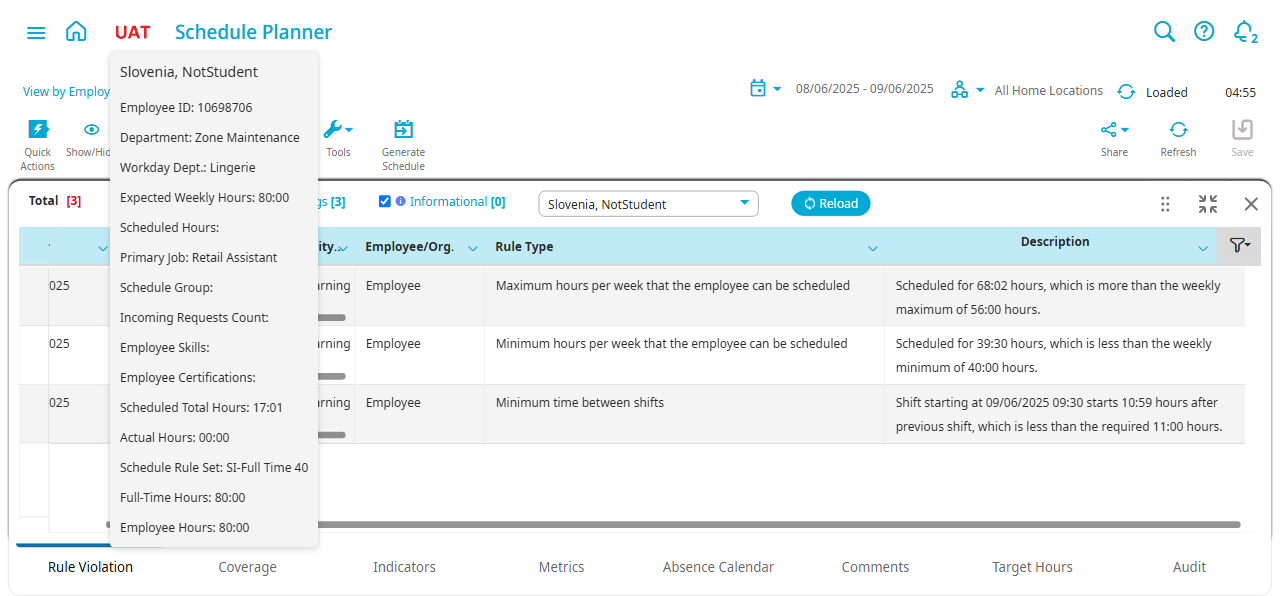 UAT
Schedule Planner
2
View by Employ
08/06/2025 - 09/06/2025
All Home Locations
Loaded
04:55
Quick Actions
Show/Hid
Tools
Generate Schedule
Share
Refresh
Save
Slovenia, NotStudent
Employee ID: 10698706
Department: Zone Maintenance
Workday Dept.: Lingerie
Expected Weekly Hours: 80:00
Scheduled Hours:
Primary Job: Retail Assistant
Schedule Group:
Incoming Requests Count:
Employee Skills:
Employee Certifications:
Scheduled Total Hours: 17:01
Actual Hours: 00:00
Schedule Rule Set: SI-Full Time 40
Full-Time Hours: 80:00
Employee Hours: 80:00
Total [3]
gs [3]
Informational [0]
Slovenia, NotStudent
Reload
ity...
Employee/Org.
Rule Type
Description
025
arning
Employee
Maximum hours per week that the employee can be scheduled
Scheduled for 68:02 hours, which is more than the weekly
maximum of 56:00 hours.
025
arning
Employee
Minimum hours per week that the employee can be scheduled
Scheduled for 39:30 hours, which is less than the weekly
minimum of 40:00 hours.
025
arning
Employee
Minimum time between shifts
Shift starting at 09/06/2025 09:30 starts 10:59 hours after
previous shift, which is less than the required 11:00 hours.
Rule Violation
Coverage
Indicators
Metrics
Absence Calendar
Comments
Target Hours
Audit